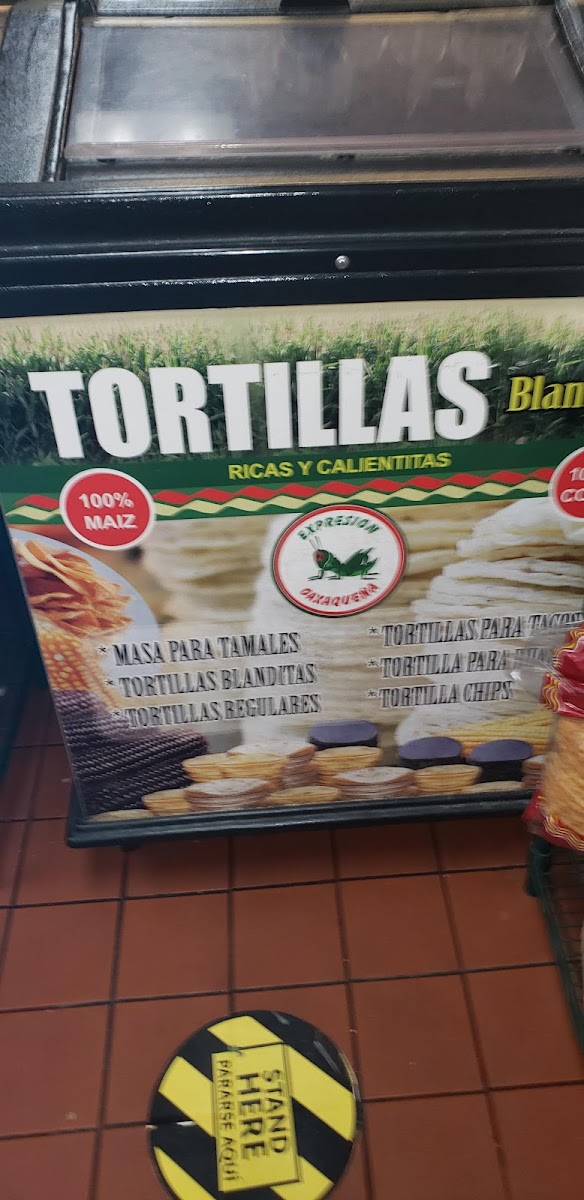 TORTILLAS
RICAS Y CALIENTITAS
100%
MAIZ
EXPRESION
OAXAQUEÑA
* MASA PARA TAMALES
* TORTILLAS BLANDITAS
* TORTILLAS REGULARES
* TORTILLAS PARA TACOS
* TORTILLA PARA
* TORTILLA CHIPS
STAND
HERE
PARARSE AQUÍ